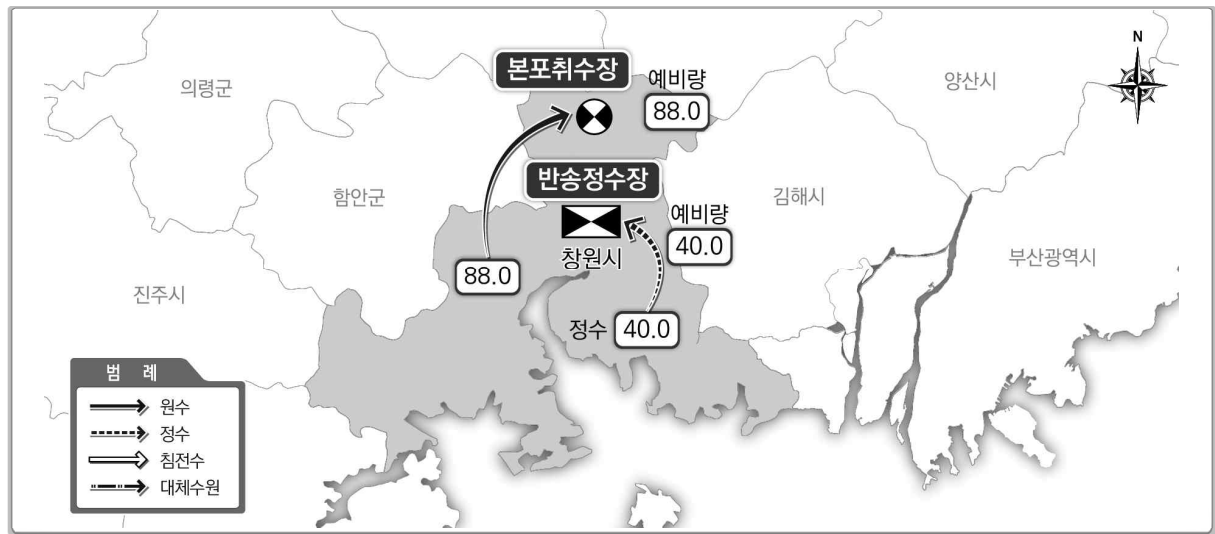 의령군
본포취수장
예비량
88.0
양산시
N
함안군
반송정수장
예비량
40.0
김해시
창원시
부산광역시
88.0
진주시
정수 40.0
범 례
원수
정수
침전수
대체수원